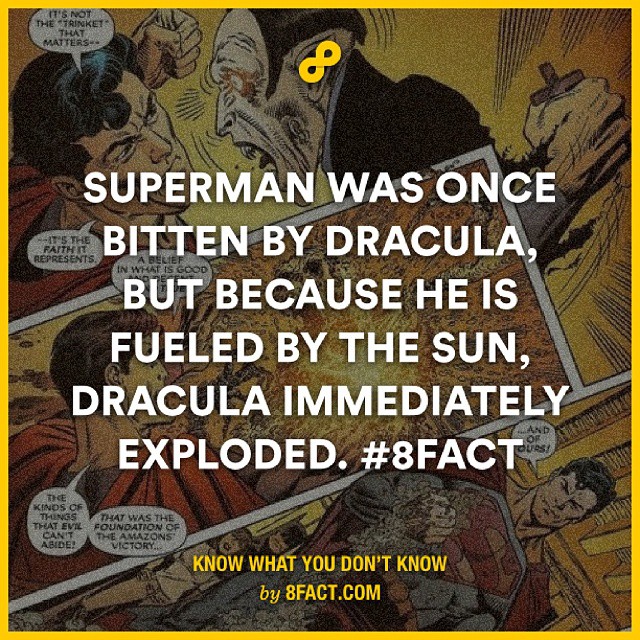 IT'S NOT
THE "TRINKET"
THAT
MATTERS--
SUPERMAN WAS ONCE
BITTEN BY DRACULA,
--IT'S THE
FAITH IT
REPRESENTS.
A BELIEF
IN WHAT IS GOOD
BUT BECAUSE HE IS
FUELED BY THE SUN,
DRACULA IMMEDIATELY
EXPLODED. #8FACT
...AND
OF
OURS!
THE
KINDS OF
THINGS
THAT EVIL
CAN'T
ABIDE!
THAT WAS THE
FOUNDATION OF
THE AMAZONS'
VICTORY...
KNOW WHAT YOU DON'T KNOW
by 8FACT.COM